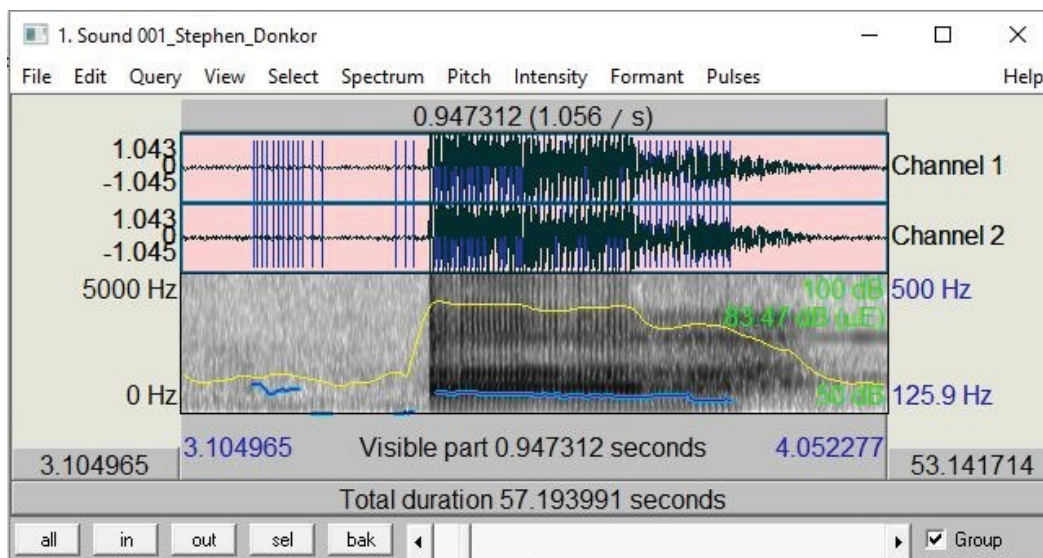 1. Sound 001_Stephen_Donkor
File Edit Query View Select Spectrum Pitch Intensity Formant Pulses Help
0.947312 (1.056 / s)
1.043
0
-1.045
Channel 1
1.043
0
-1.045
Channel 2
5000 Hz
100 dB
500 Hz
83.47 dB (µE)
0 Hz
50 dB
125.9 Hz
3.104965
3.104965
Visible part 0.947312 seconds
4.052277
53.141714
Total duration 57.193991 seconds
all in out sel bak Group